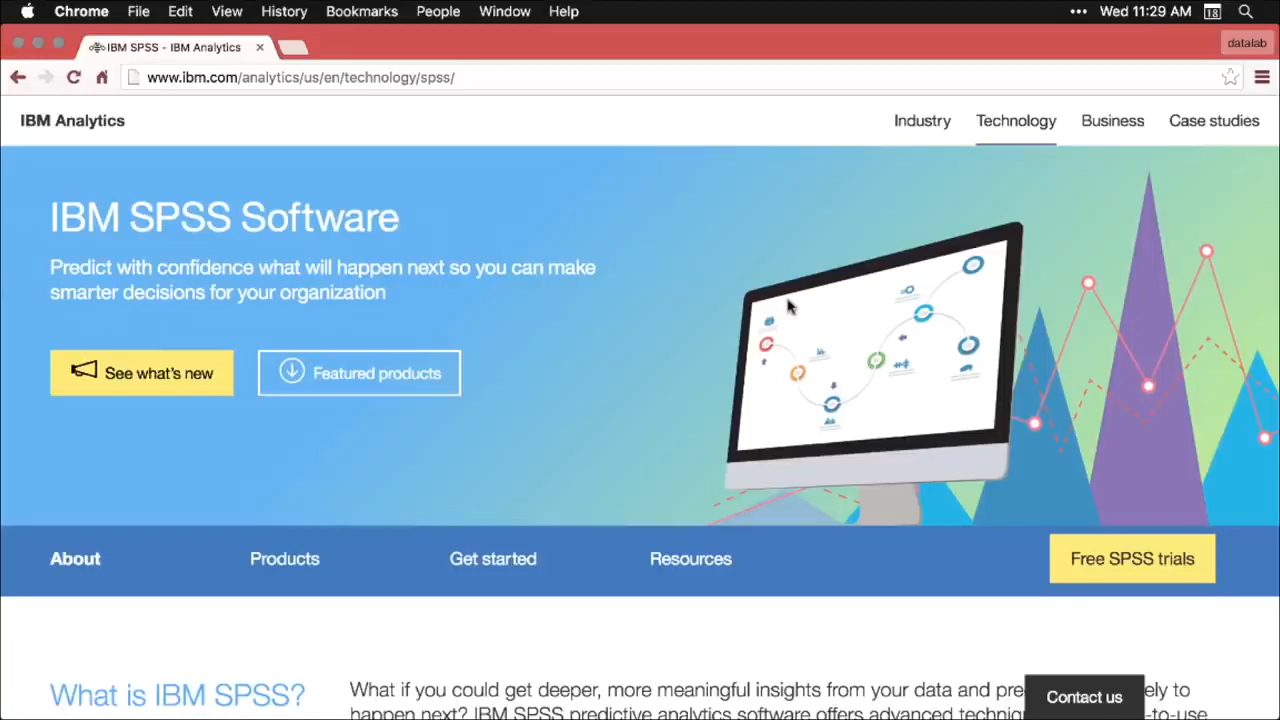 Chrome File Edit View History Bookmarks People Window Help ••• Wed 11:29 AM 18
IBM SPSS - IBM Analytics × datalab
www.ibm.com/analytics/us/en/technology/spss/
IBM Analytics Industry Technology Business Case studies
IBM SPSS Software
Predict with confidence what will happen next so you can make
smarter decisions for your organization
See what's new Featured products
About Products Get started Resources Free SPSS trials
What is IBM SPSS? What if you could get deeper, more meaningful insights from your data and pre ely to
Contact us
happen next? IBM SPSS predictive analytics software offers advanced techniq -to-use